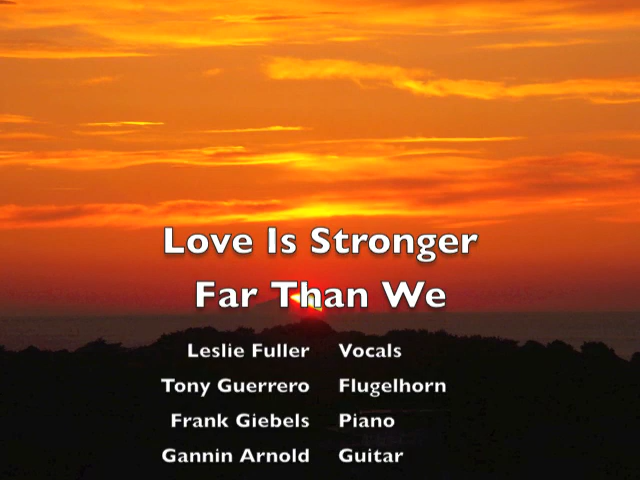 Love Is Stronger
Far Than We
Leslie Fuller Vocals
Tony Guerrero Flugelhorn
Frank Giebels Piano
Gannin Arnold Guitar